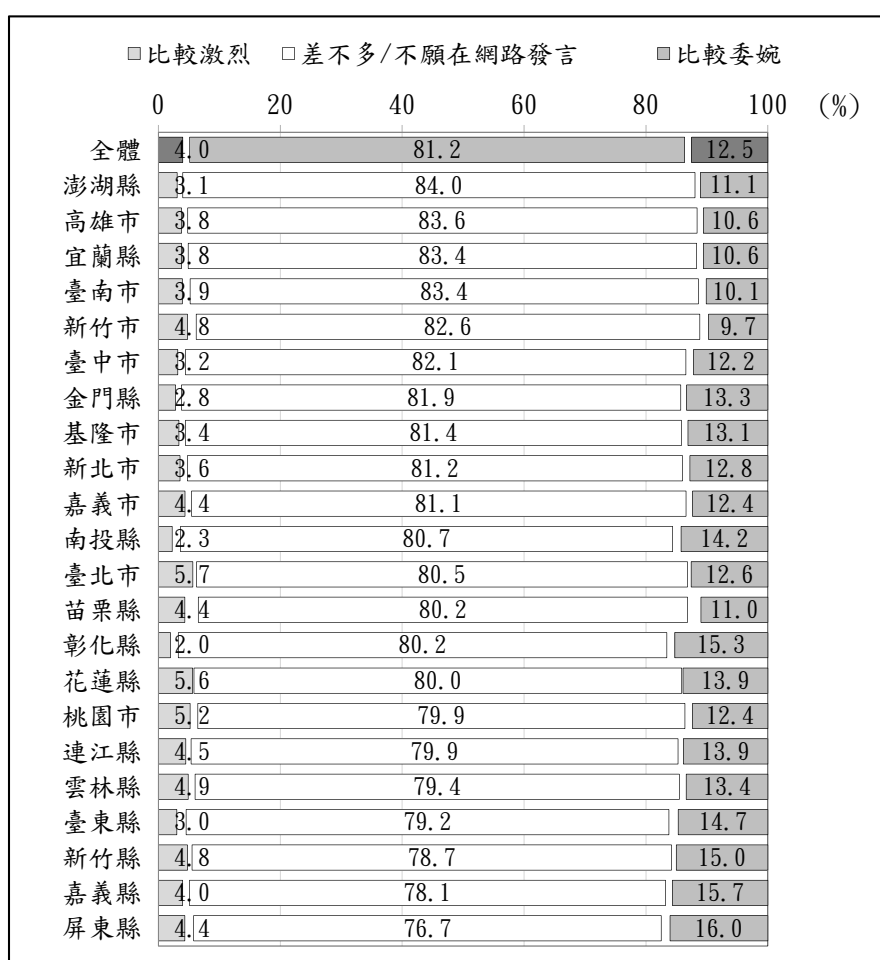 比較激烈 差不多/不願在網路發言 比較委婉
0 20 40 60 80 100 (%)
全體 4.0 81.2 12.5
澎湖縣 3.1 84.0 11.1
高雄市 3.8 83.6 10.6
宜蘭縣 3.8 83.4 10.6
臺南市 3.9 83.4 10.1
新竹市 4.8 82.6 9.7
臺中市 3.2 82.1 12.2
金門縣 2.8 81.9 13.3
基隆市 3.4 81.4 13.1
新北市 3.6 81.2 12.8
嘉義市 4.4 81.1 12.4
南投縣 2.3 80.7 14.2
臺北市 5.7 80.5 12.6
苗栗縣 4.4 80.2 11.0
彰化縣 2.0 80.2 15.3
花蓮縣 5.6 80.0 13.9
桃園市 5.2 79.9 12.4
連江縣 4.5 79.9 13.9
雲林縣 4.9 79.4 13.4
臺東縣 3.0 79.2 14.7
新竹縣 4.8 78.7 15.0
嘉義縣 4.0 78.1 15.7
屏東縣 4.4 76.7 16.0